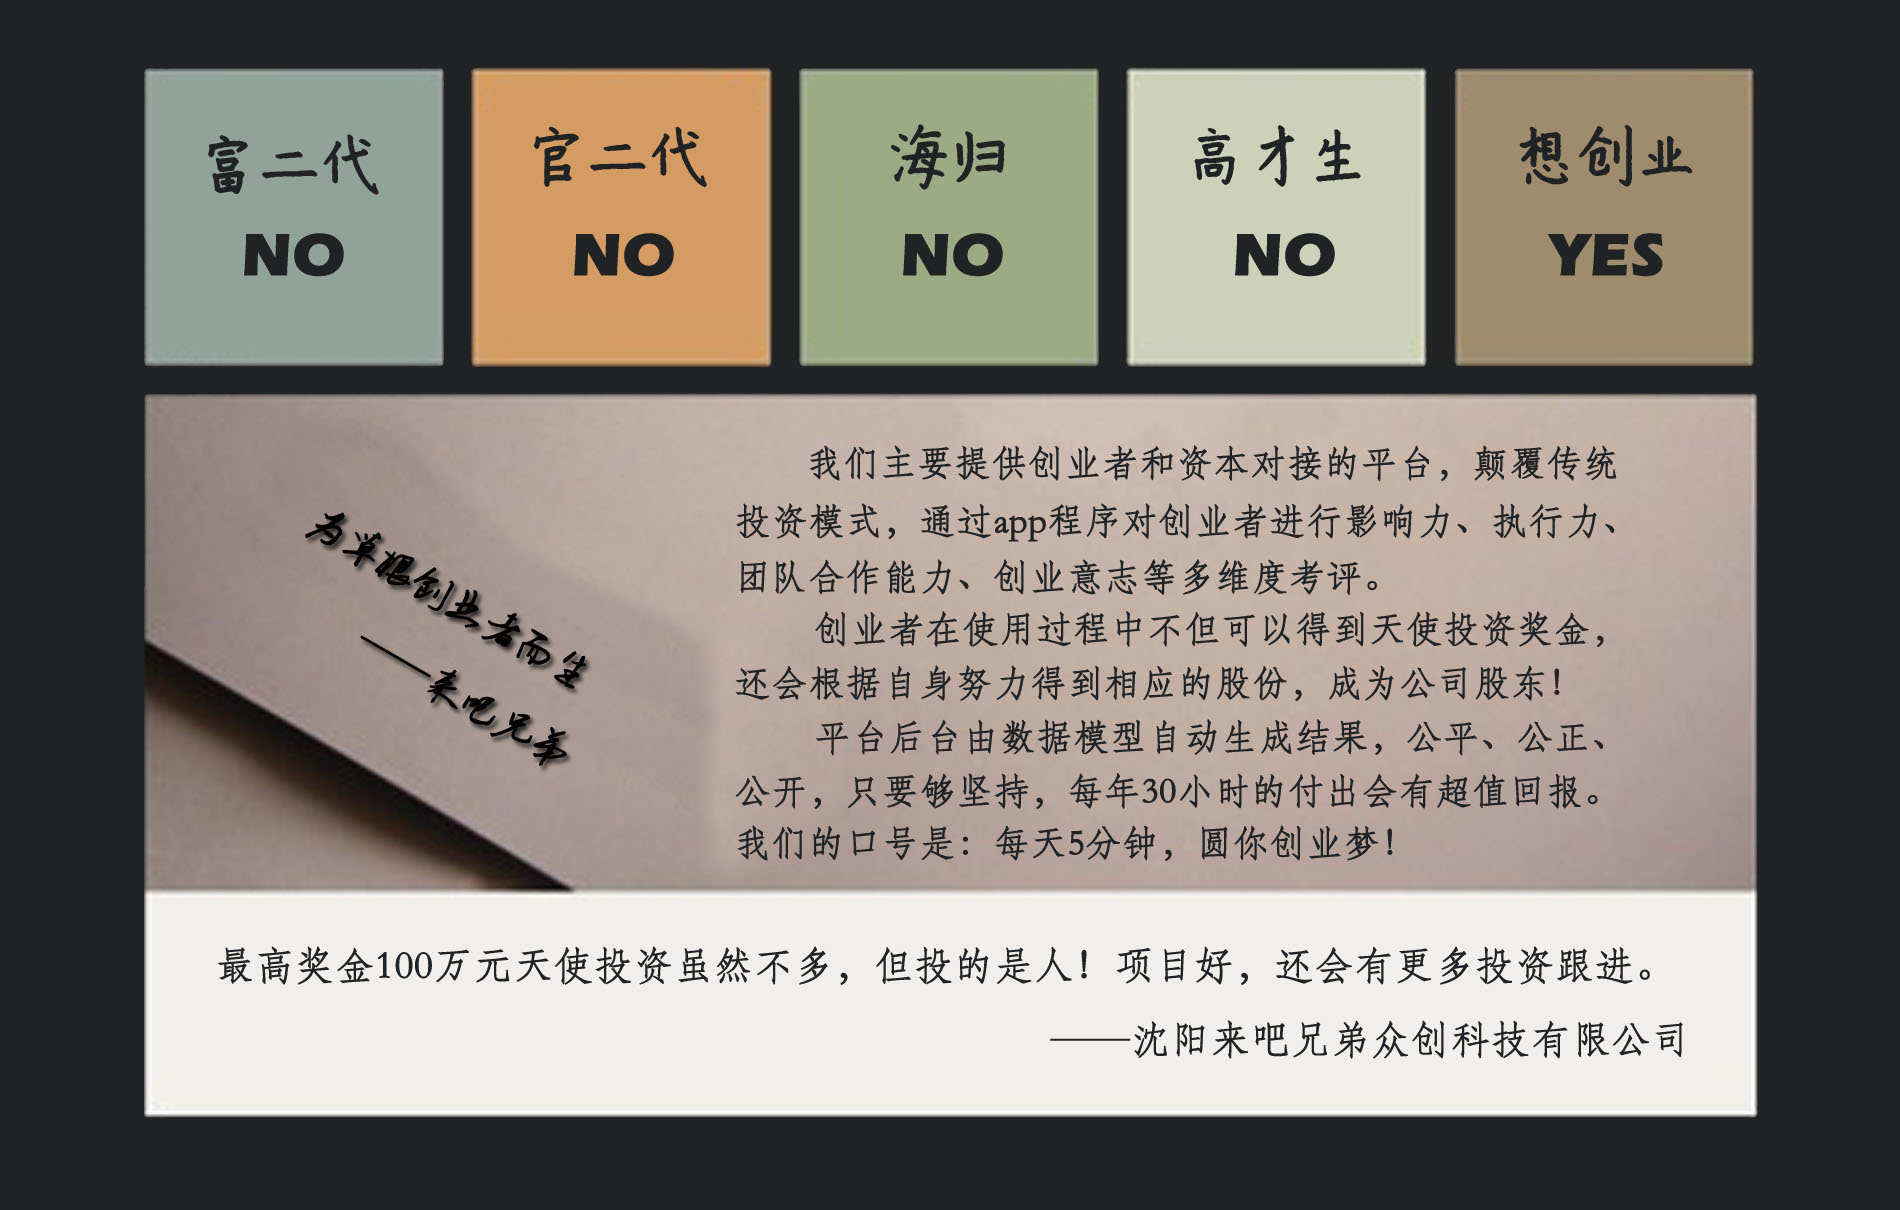 富二代
NO
官二代
NO
海归
NO
高才生
NO
想创业
YES
为草根创业者而生
——来吧兄弟
我们主要提供创业者和资本对接的平台，颠覆传统
投资模式，通过app程序对创业者进行影响力、执行力、
团队合作能力、创业意志等多维度考评。
创业者在使用过程中不但可以得到天使投资奖金，
还会根据自身努力得到相应的股份，成为公司股东！
平台后台由数据模型自动生成结果，公平、公正、
公开，只要够坚持，每年30小时的付出会有超值回报。
我们的口号是：每天5分钟，圆你创业梦！
最高奖金100万元天使投资虽然不多，但投的是人！项目好，还会有更多投资跟进。
——沈阳来吧兄弟众创科技有限公司